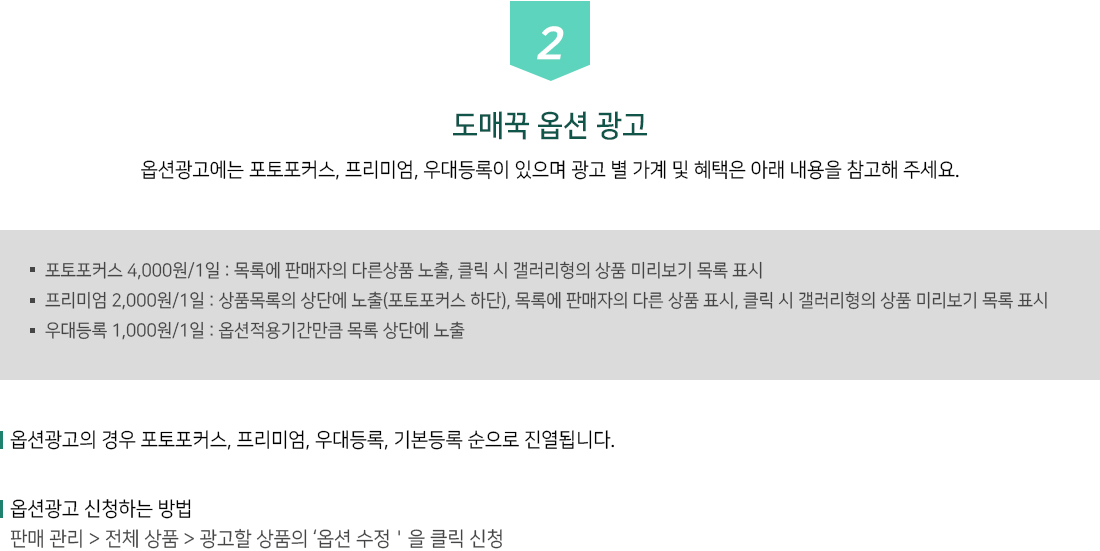 2
도매꾹 옵션 광고
옵션광고에는 포토포커스, 프리미엄, 우대등록이 있으며 광고 별 가계 및 혜택은 아래 내용을 참고해 주세요.
▪ 포토포커스 4,000원/1일 : 목록에 판매자의 다른상품 노출, 클릭 시 갤러리형의 상품 미리보기 목록 표시
▪ 프리미엄 2,000원/1일 : 상품목록의 상단에 노출(포토포커스 하단), 목록에 판매자의 다른 상품 표시, 클릭 시 갤러리형의 상품 미리보기 목록 표시
▪ 우대등록 1,000원/1일 : 옵션적용기간만큼 목록 상단에 노출
옵션광고의 경우 포토포커스, 프리미엄, 우대등록, 기본등록 순으로 진열됩니다.
옵션광고 신청하는 방법
판매 관리 > 전체 상품 > 광고할 상품의 ‘옵션 수정 ' 을 클릭 신청